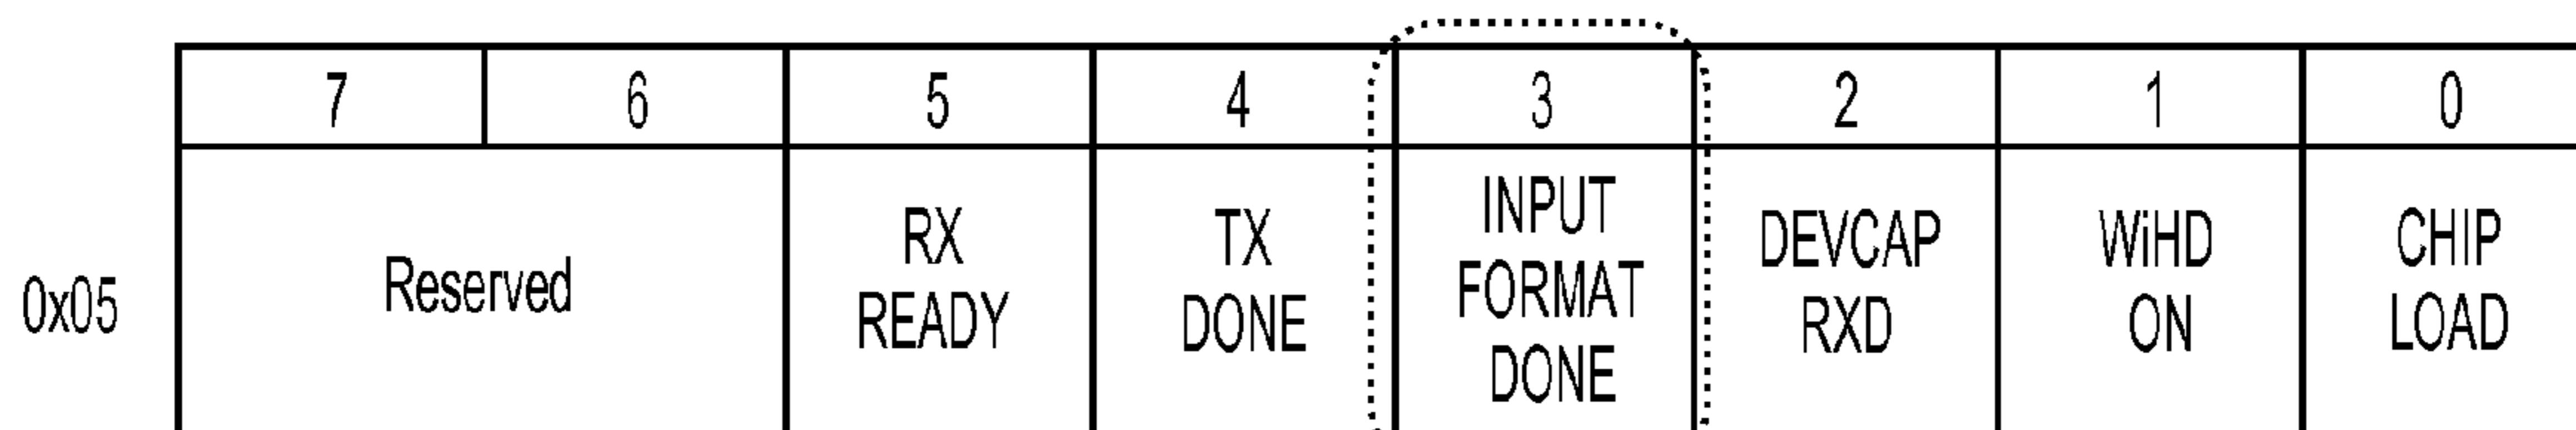 7 6 5 4 3 2 1 0
0x05
Reserved
RX
READY
TX
DONE
INPUT
FORMAT
DONE
DEVCAP
RXD
WiHD
ON
CHIP
LOAD